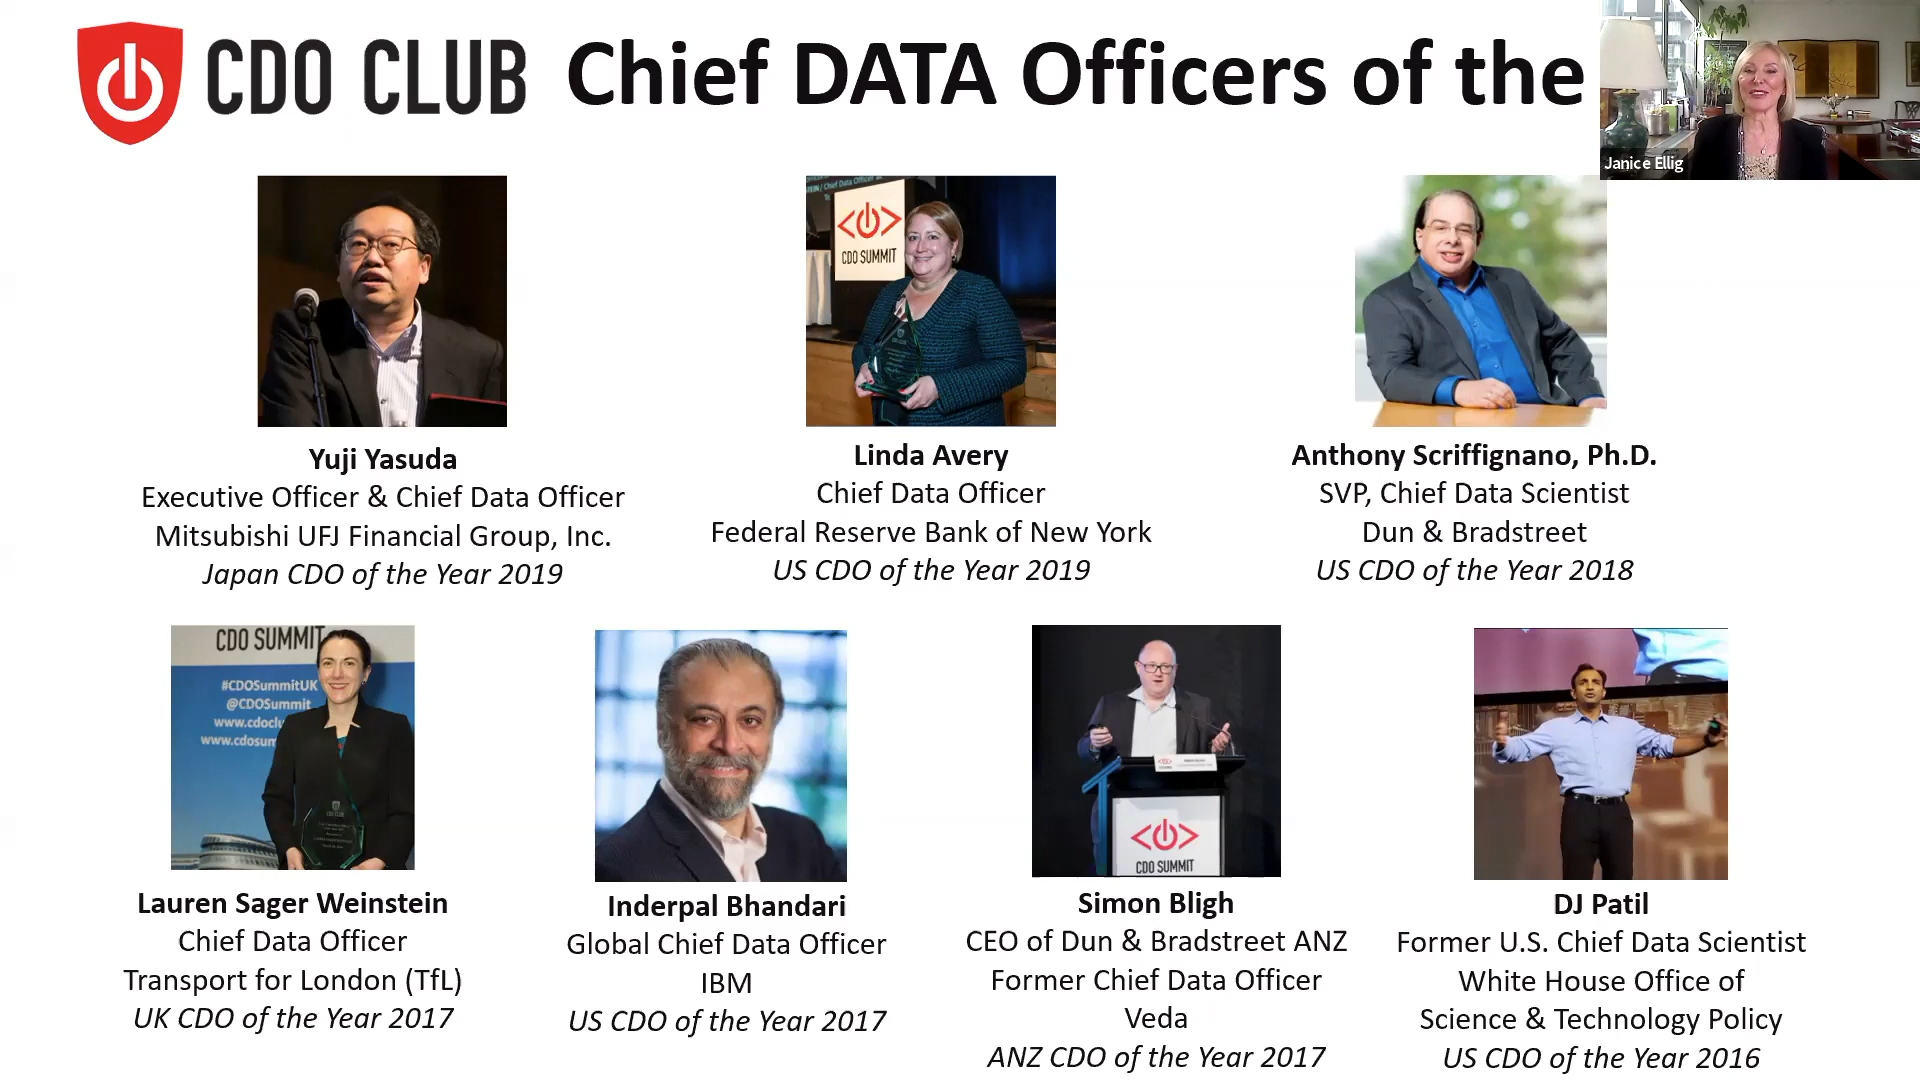 CDO CLUB Chief DATA Officers of the
Janice Ellig
CDO SUMMIT
Yuji Yasuda
Executive Officer & Chief Data Officer
Mitsubishi UFJ Financial Group, Inc.
Japan CDO of the Year 2019
Linda Avery
Chief Data Officer
Federal Reserve Bank of New York
US CDO of the Year 2019
Anthony Scriffignano, Ph.D.
SVP, Chief Data Scientist
Dun & Bradstreet
US CDO of the Year 2018
CDO SUMMIT
#CDOSummitUK
@CDOSummit
CDO CLUB
Lauren Sager Weinstein
Chief Data Officer
Transport for London (TfL)
UK CDO of the Year 2017
Inderpal Bhandari
Global Chief Data Officer
IBM
US CDO of the Year 2017
CDO SUMMIT
Simon Bligh
CEO of Dun & Bradstreet ANZ
Former Chief Data Officer
Veda
ANZ CDO of the Year 2017
DJ Patil
Former U.S. Chief Data Scientist
White House Office of
Science & Technology Policy
US CDO of the Year 2016